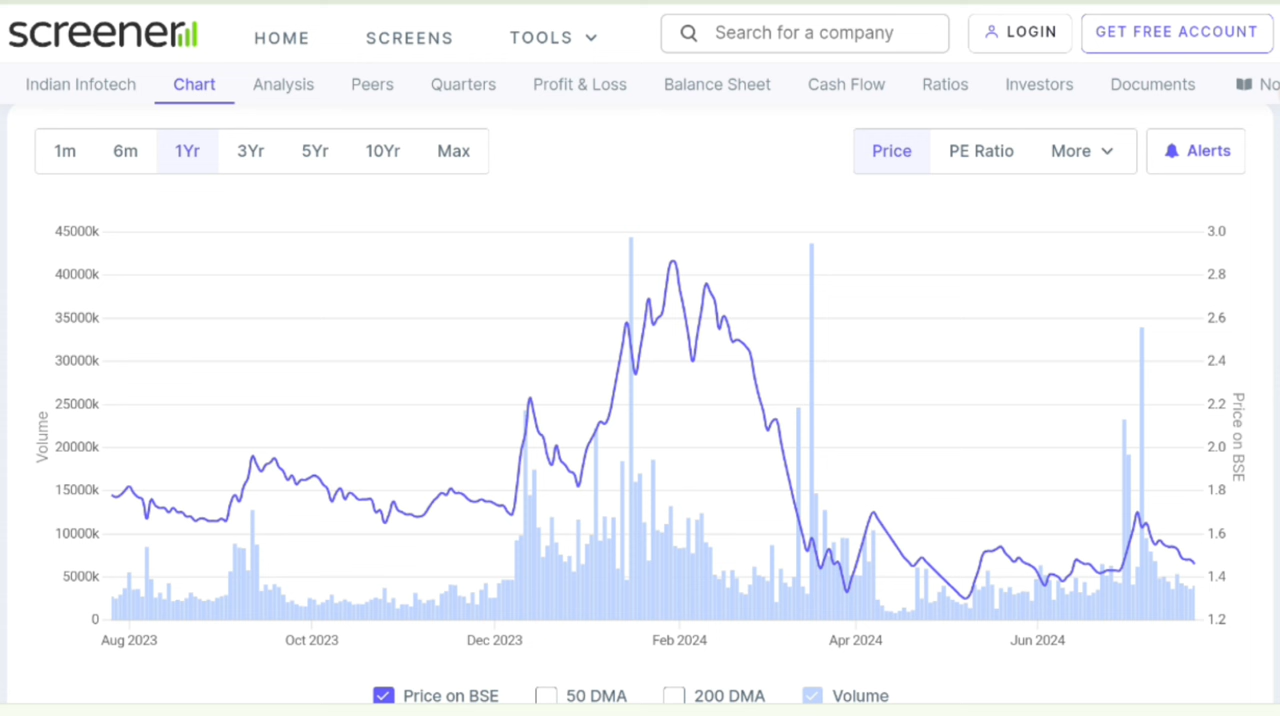 screener
HOME SCREENS TOOLS
Search for a company
LOGIN
GET FREE ACCOUNT
Indian Infotech Chart Analysis Peers Quarters Profit & Loss Balance Sheet Cash Flow Ratios Investors Documents
1m 6m 1Yr 3Yr 5Yr 10Yr Max
Price PE Ratio More Alerts
45000k 3.0
40000k 2.8
35000k 2.6
30000k 2.4
25000k 2.2
20000k 2.0
15000k 1.8
10000k 1.6
5000k 1.4
0 1.2
Volume
Price on BSE
Aug 2023 Oct 2023 Dec 2023 Feb 2024 Apr 2024 Jun 2024
Price on BSE 50 DMA 200 DMA Volume